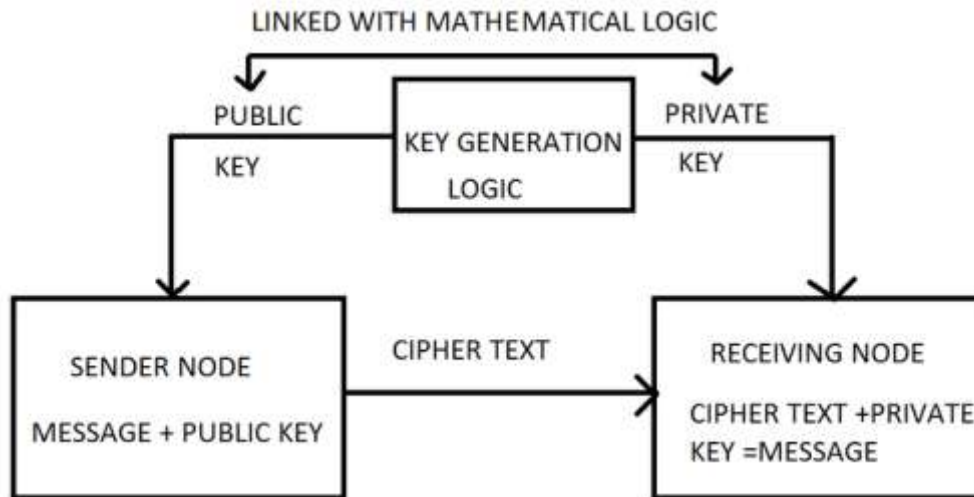 LINKED WITH MATHEMATICAL LOGIC
PUBLIC
KEY
KEY GENERATION
LOGIC
PRIVATE
KEY
SENDER NODE
MESSAGE + PUBLIC KEY
CIPHER TEXT
RECEIVING NODE
CIPHER TEXT +PRIVATE
KEY =MESSAGE